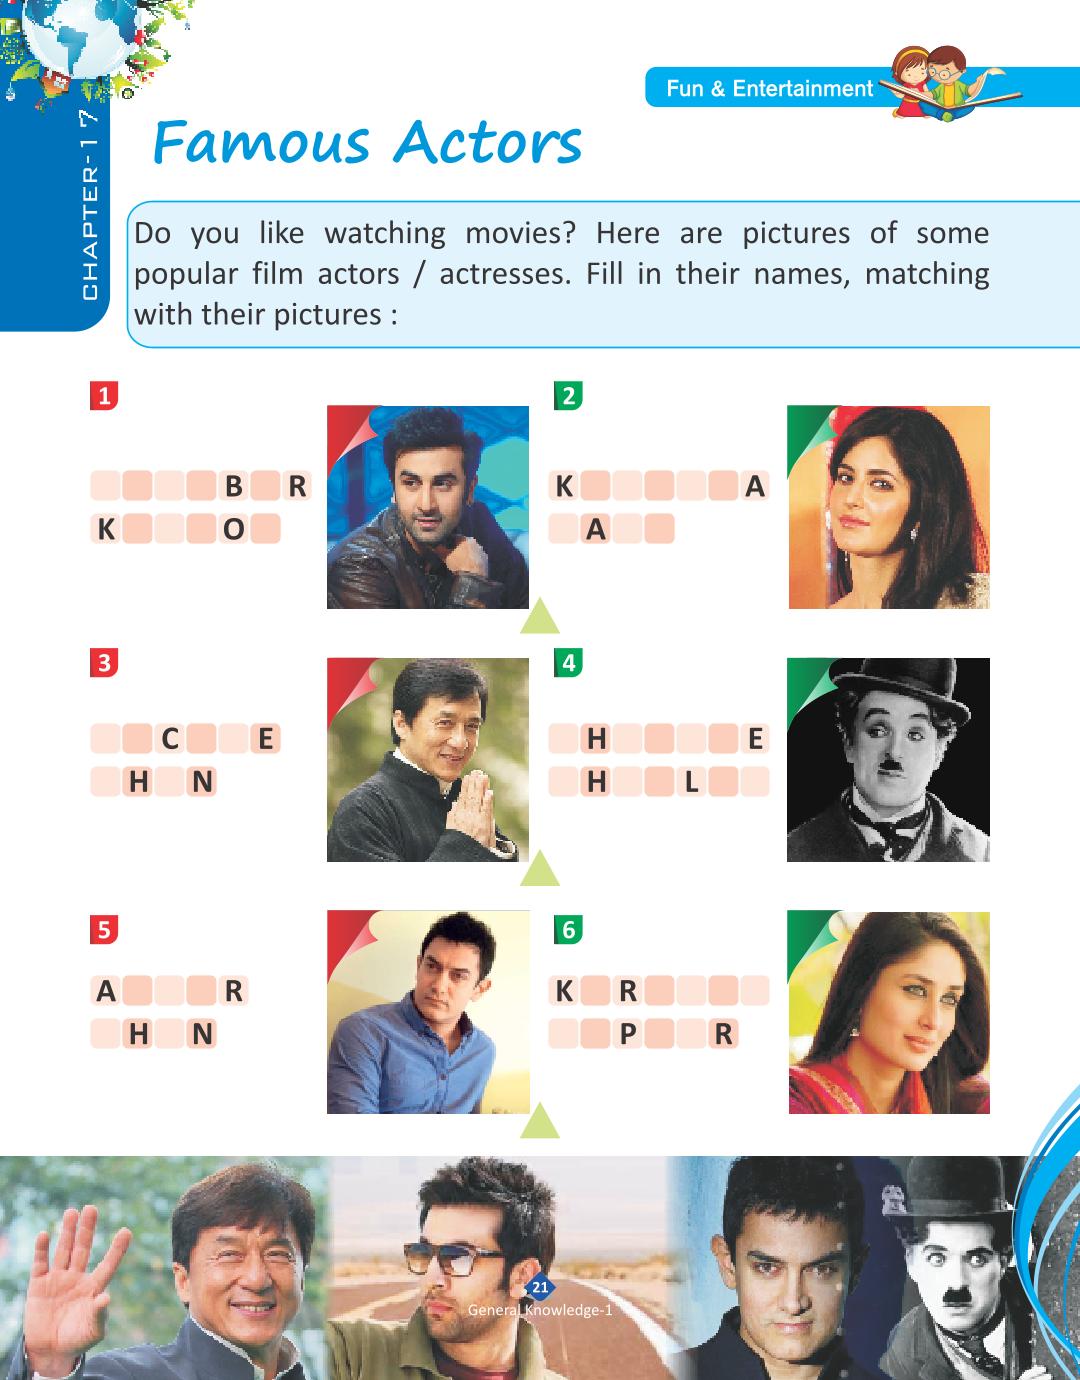 CHAPTER-17
Fun & Entertainment
Famous Actors
Do you like watching movies? Here are pictures of some
popular film actors / actresses. Fill in their names, matching
with their pictures :
1
B R
K O
2
K A
A
3
C E
H N
4
H E
H L
5
A R
H N
6
K R
P R
21
General Knowledge-1